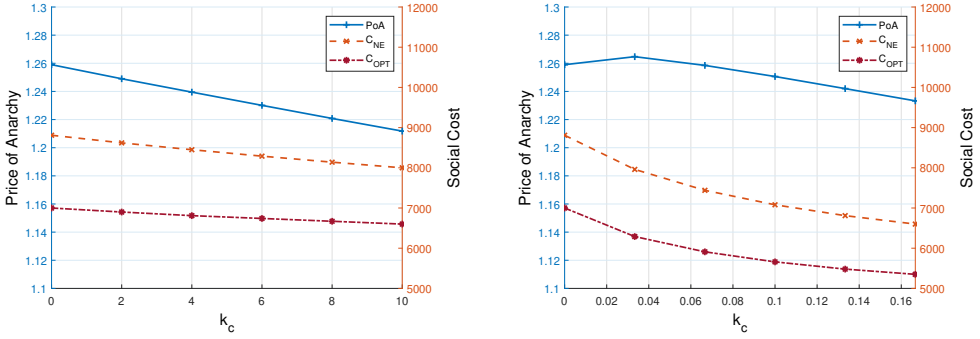 1.3
1.28
1.26
1.24
1.22
1.2
1.18
1.16
1.14
1.12
1.1
Price of Anarchy
0 2 4 6 8 10
k_c
12000
11000
10000
9000
8000
7000
6000
5000
Social Cost
PoA
C_NE
C_OPT
1.3
1.28
1.26
1.24
1.22
1.2
1.18
1.16
1.14
1.12
1.1
Price of Anarchy
0 0.02 0.04 0.06 0.08 0.1 0.12 0.14 0.16
k_c
12000
11000
10000
9000
8000
7000
6000
5000
Social Cost
PoA
C_NE
C_OPT